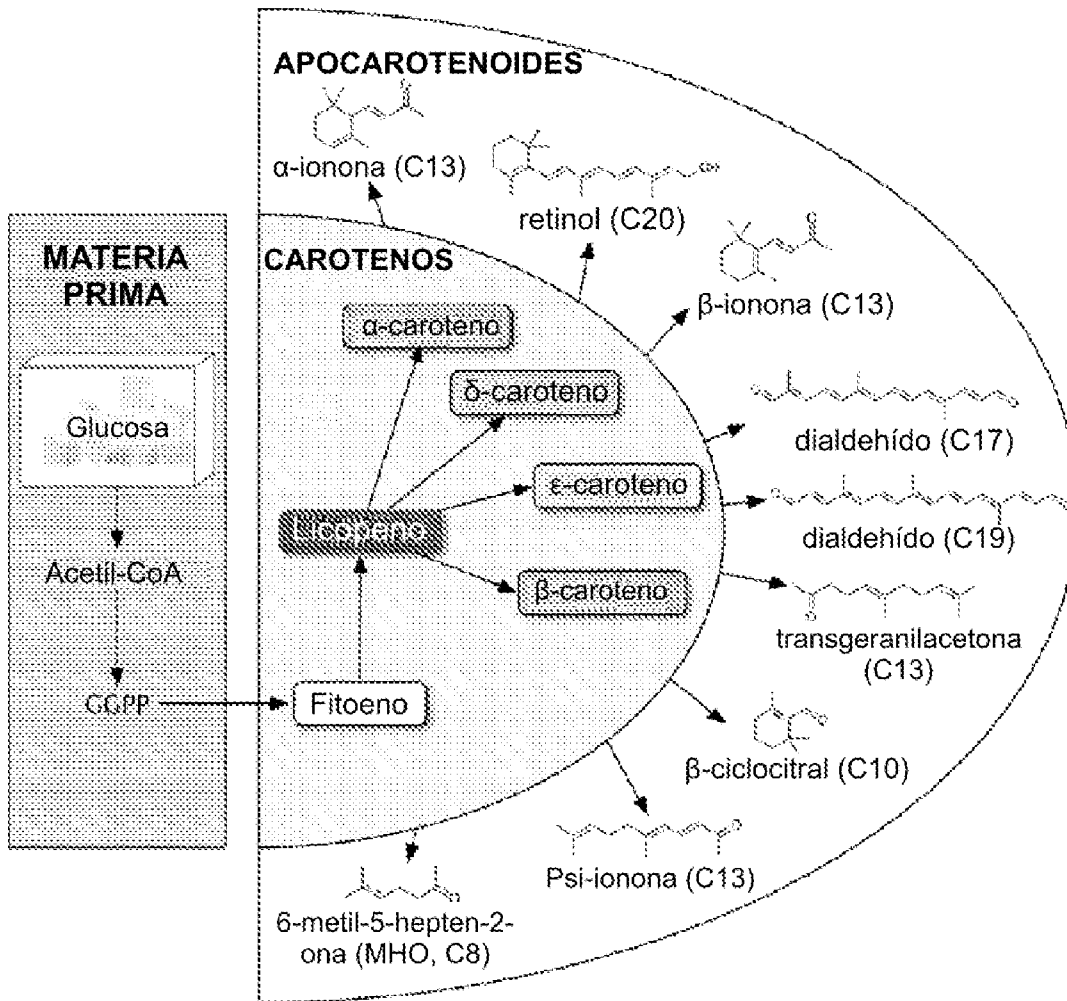 APOCAROTENOIDES
α-ionona (C13)
retinol (C20)
β-ionona (C13)
dialdehído (C17)
dialdehído (C19)
transgeranilacetona
(C13)
β-ciclocitral (C10)
Psi-ionona (C13)
6-metil-5-hepten-2-
ona (MHO, C8)
MATERIA
PRIMA
Glucosa
Acetil-CoA
GGPP
CAROTENOS
α-caroteno
δ-caroteno
ε-caroteno
Licopeno
β-caroteno
Fitoeno